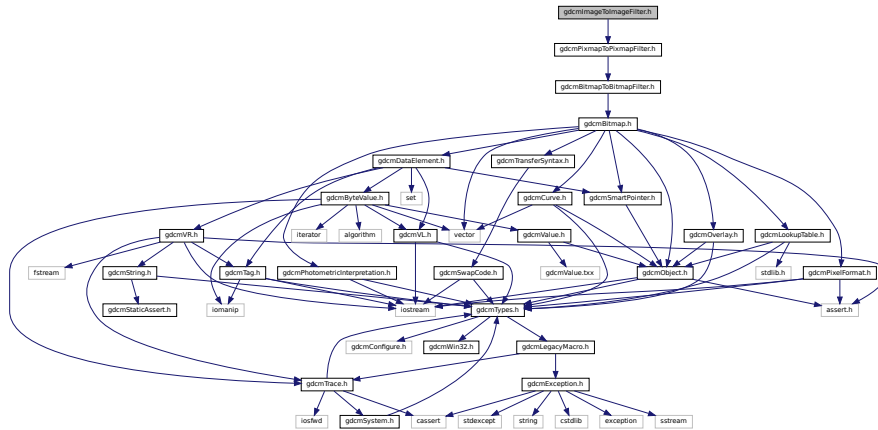 gdcmImageToImageFilter.h
gdcmPixmapToPixmapFilter.h
gdcmBitmapToBitmapFilter.h
gdcmBitmap.h
gdcmDataElement.h
gdcmTransferSyntax.h
gdcmByteValue.h
set
gdcmCurve.h
gdcmSmartPointer.h
gdcmVR.h
iterator
algorithm
gdcmVL.h
vector
gdcmValue.h
gdcmOverlay.h
gdcmLookupTable.h
fstream
gdcmString.h
gdcmTag.h
gdcmPhotometricInterpretation.h
gdcmSwapCode.h
gdcmValue.txx
gdcmObject.h
stdlib.h
gdcmPixelFormat.h
gdcmStaticAssert.h
iomanip
iostream
gdcmTypes.h
assert.h
gdcmConfigure.h
gdcmWin32.h
gdcmLegacyMacro.h
gdcmTrace.h
gdcmException.h
iosfwd
gdcmSystem.h
cassert
stdexcept
string
cstdlib
exception
sstream